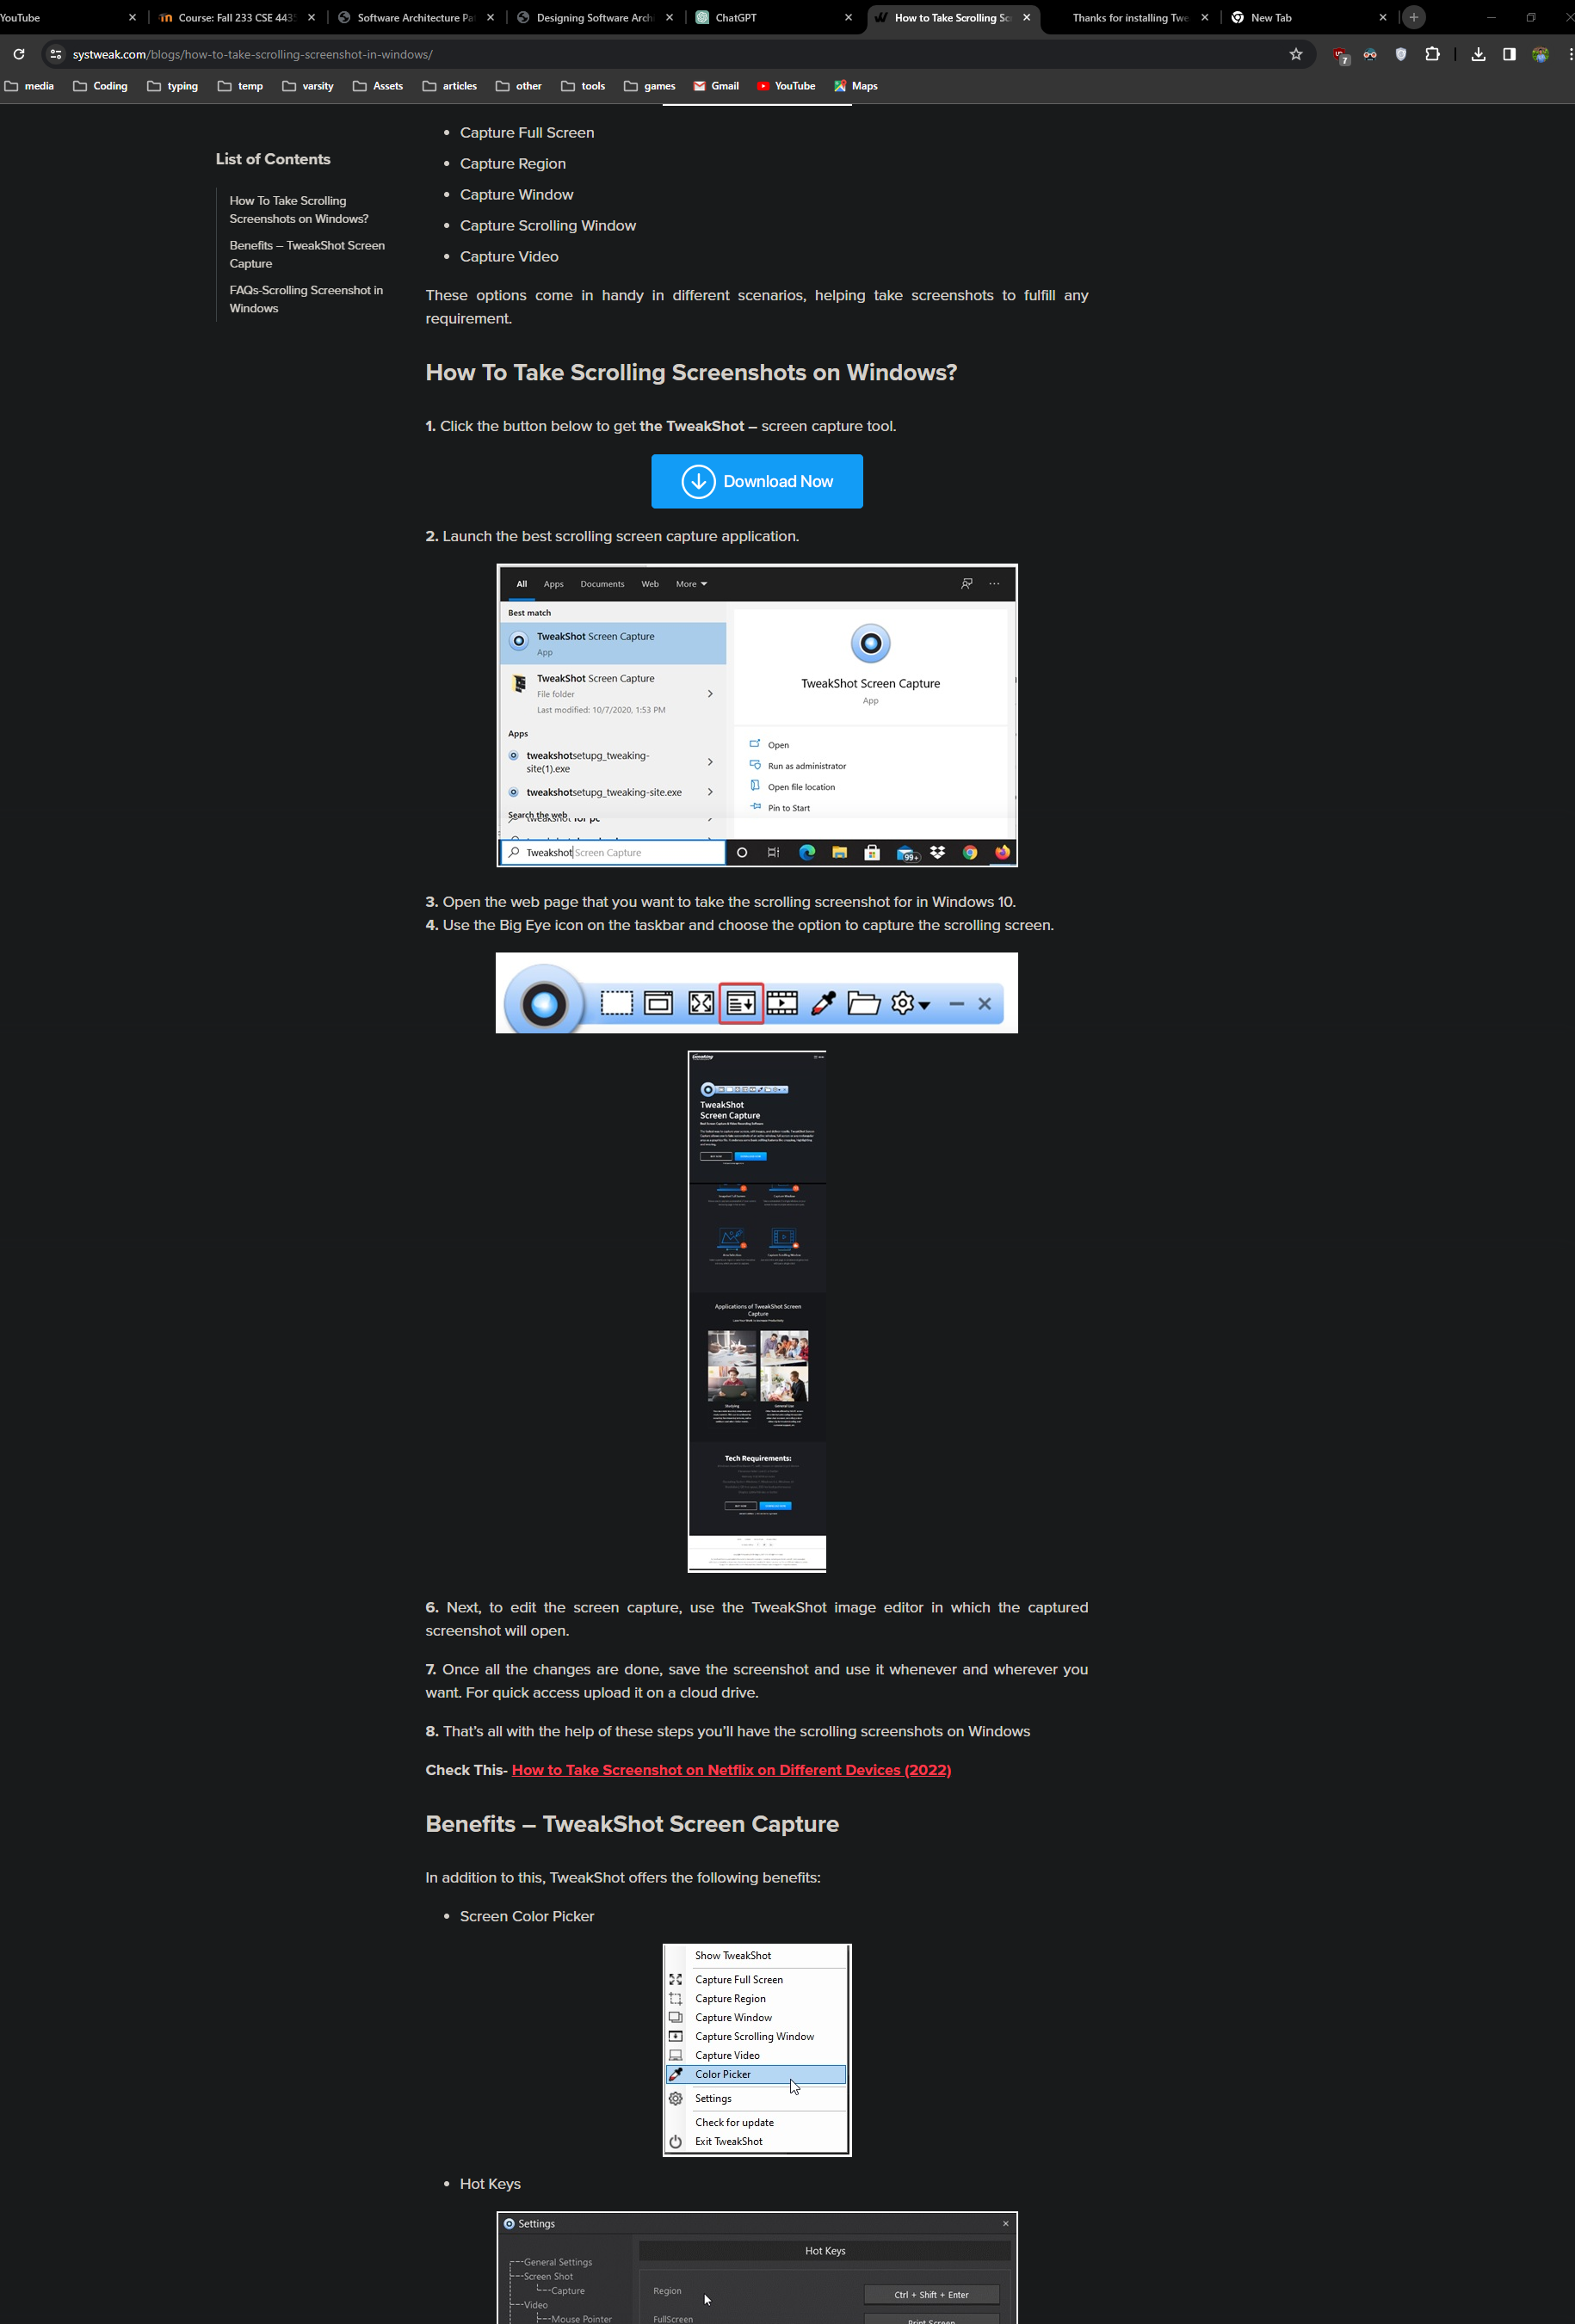 YouTube
Course: Fall 233 CSE 443
Software Architecture Pa
Designing Software Arch
ChatGPT
How to Take Scrolling Sc
Thanks for installing Twe
New Tab
systweak.com/blogs/how-to-take-scrolling-screenshot-in-windows/
7
media
Coding
typing
temp
varsity
Assets
articles
other
tools
games
Gmail
YouTube
Maps
List of Contents
How To Take Scrolling
Screenshots on Windows?
Benefits – TweakShot Screen
Capture
FAQs-Scrolling Screenshot in
Windows
• Capture Full Screen
• Capture Region
• Capture Window
• Capture Scrolling Window
• Capture Video
These options come in handy in different scenarios, helping take screenshots to fulfill any
requirement.
How To Take Scrolling Screenshots on Windows?
1. Click the button below to get the TweakShot – screen capture tool.
Download Now
2. Launch the best scrolling screen capture application.
All
Apps
Documents
Web
More
Best match
TweakShot Screen Capture
App
TweakShot Screen Capture
File folder
Last modified: 10/7/2020, 1:53 PM
Apps
tweakshotsetupg_tweaking-
site(1).exe
tweakshotsetupg_tweaking-site.exe
Search the web
tweakshot for pc
Tweakshot Screen Capture
TweakShot Screen Capture
App
Open
Run as administrator
Open file location
Pin to Start
99+
3. Open the web page that you want to take the scrolling screenshot for in Windows 10.
4. Use the Big Eye icon on the taskbar and choose the option to capture the scrolling screen.
TweakShot
Screen Capture
Applications of TweakShot Screen
Capture
Studying
General Use
Tech Requirements:
6. Next, to edit the screen capture, use the TweakShot image editor in which the captured
screenshot will open.
7. Once all the changes are done, save the screenshot and use it whenever and wherever you
want. For quick access upload it on a cloud drive.
8. That's all with the help of these steps you'll have the scrolling screenshots on Windows
Check This- How to Take Screenshot on Netflix on Different Devices (2022)
Benefits – TweakShot Screen Capture
In addition to this, TweakShot offers the following benefits:
• Screen Color Picker
Show TweakShot
Capture Full Screen
Capture Region
Capture Window
Capture Scrolling Window
Capture Video
Color Picker
Settings
Check for update
Exit TweakShot
• Hot Keys
Settings
Hot Keys
General Settings
Screen Shot
Capture
Video
Mouse Pointer
Region
Ctrl + Shift + Enter
FullScreen
Print Screen